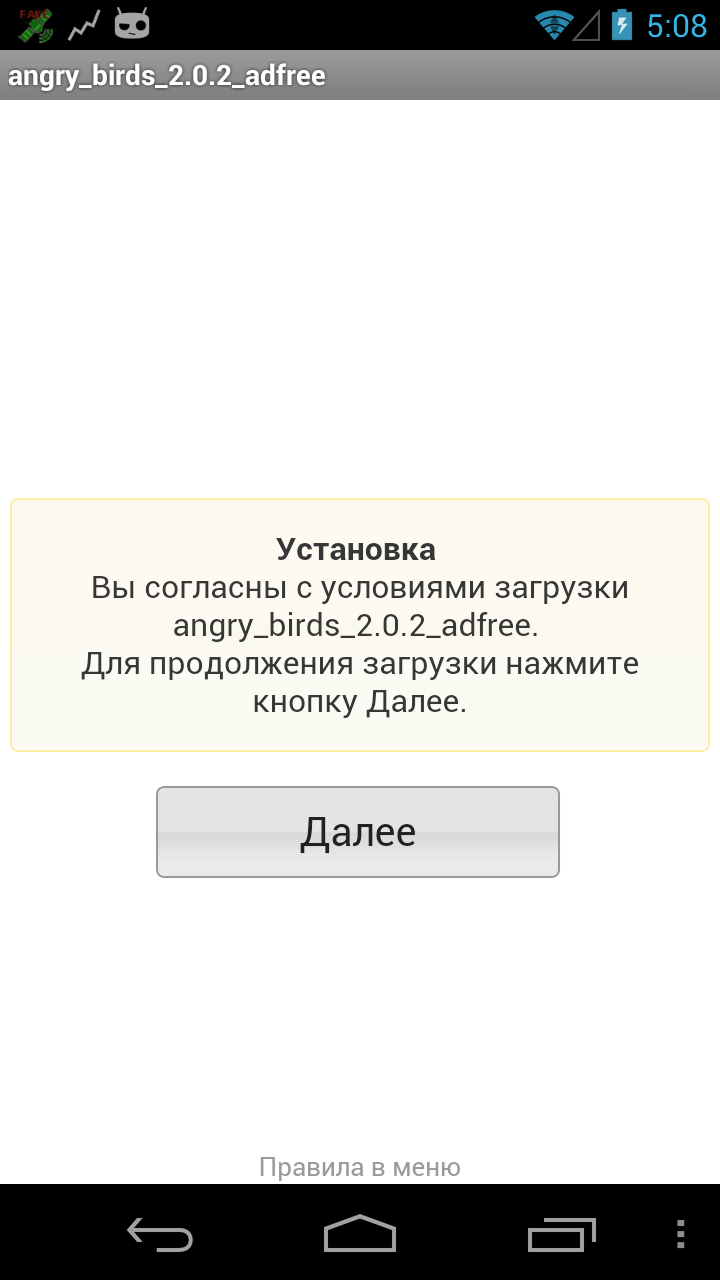 FAKE
5:08
angry_birds_2.0.2_adfree
Установка
Вы согласны с условиями загрузки
angry_birds_2.0.2_adfree.
Для продолжения загрузки нажмите
кнопку Далее.
Далее
Правила в меню